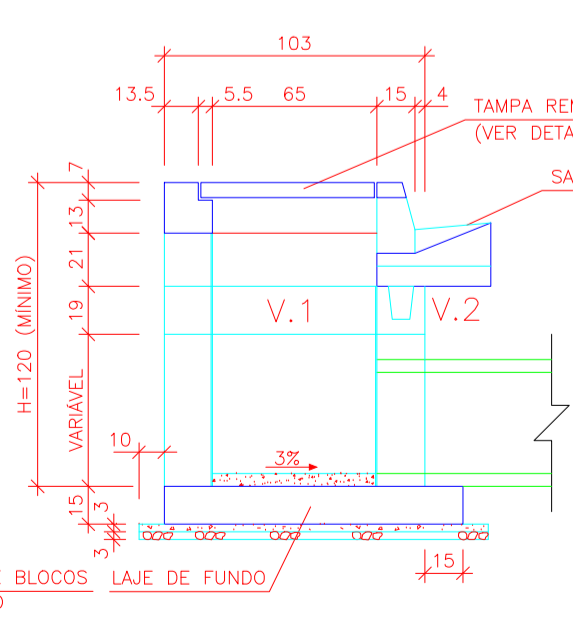 103
13.5 5.5 65 15 4
TAMPA REM
(VER DETA
SA
7
13
21
19
VARIÁVEL
H=120 (MÍNIMO)
V.1 V.2
10
3%
15
3
3
15
BLOCOS LAJE DE FUNDO